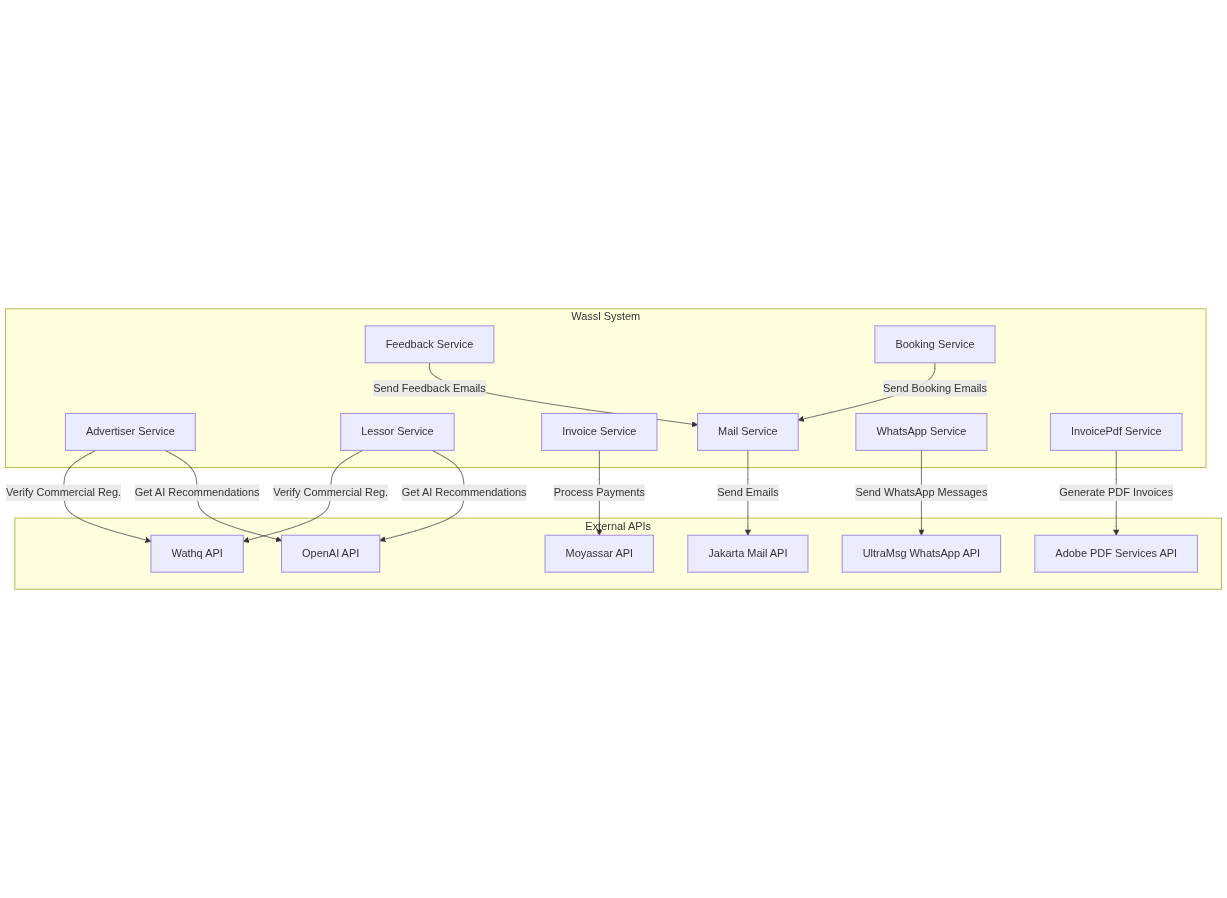 Wassl System
Feedback Service
Booking Service
Send Feedback Emails
Send Booking Emails
Advertiser Service
Lessor Service
Invoice Service
Mail Service
WhatsApp Service
InvoicePdf Service
Verify Commercial Reg.
Get AI Recommendations
Verify Commercial Reg.
Get AI Recommendations
Process Payments
Send Emails
Send WhatsApp Messages
Generate PDF Invoices
External APIs
Wathq API
OpenAI API
Moyassar API
Jakarta Mail API
UltraMsg WhatsApp API
Adobe PDF Services API